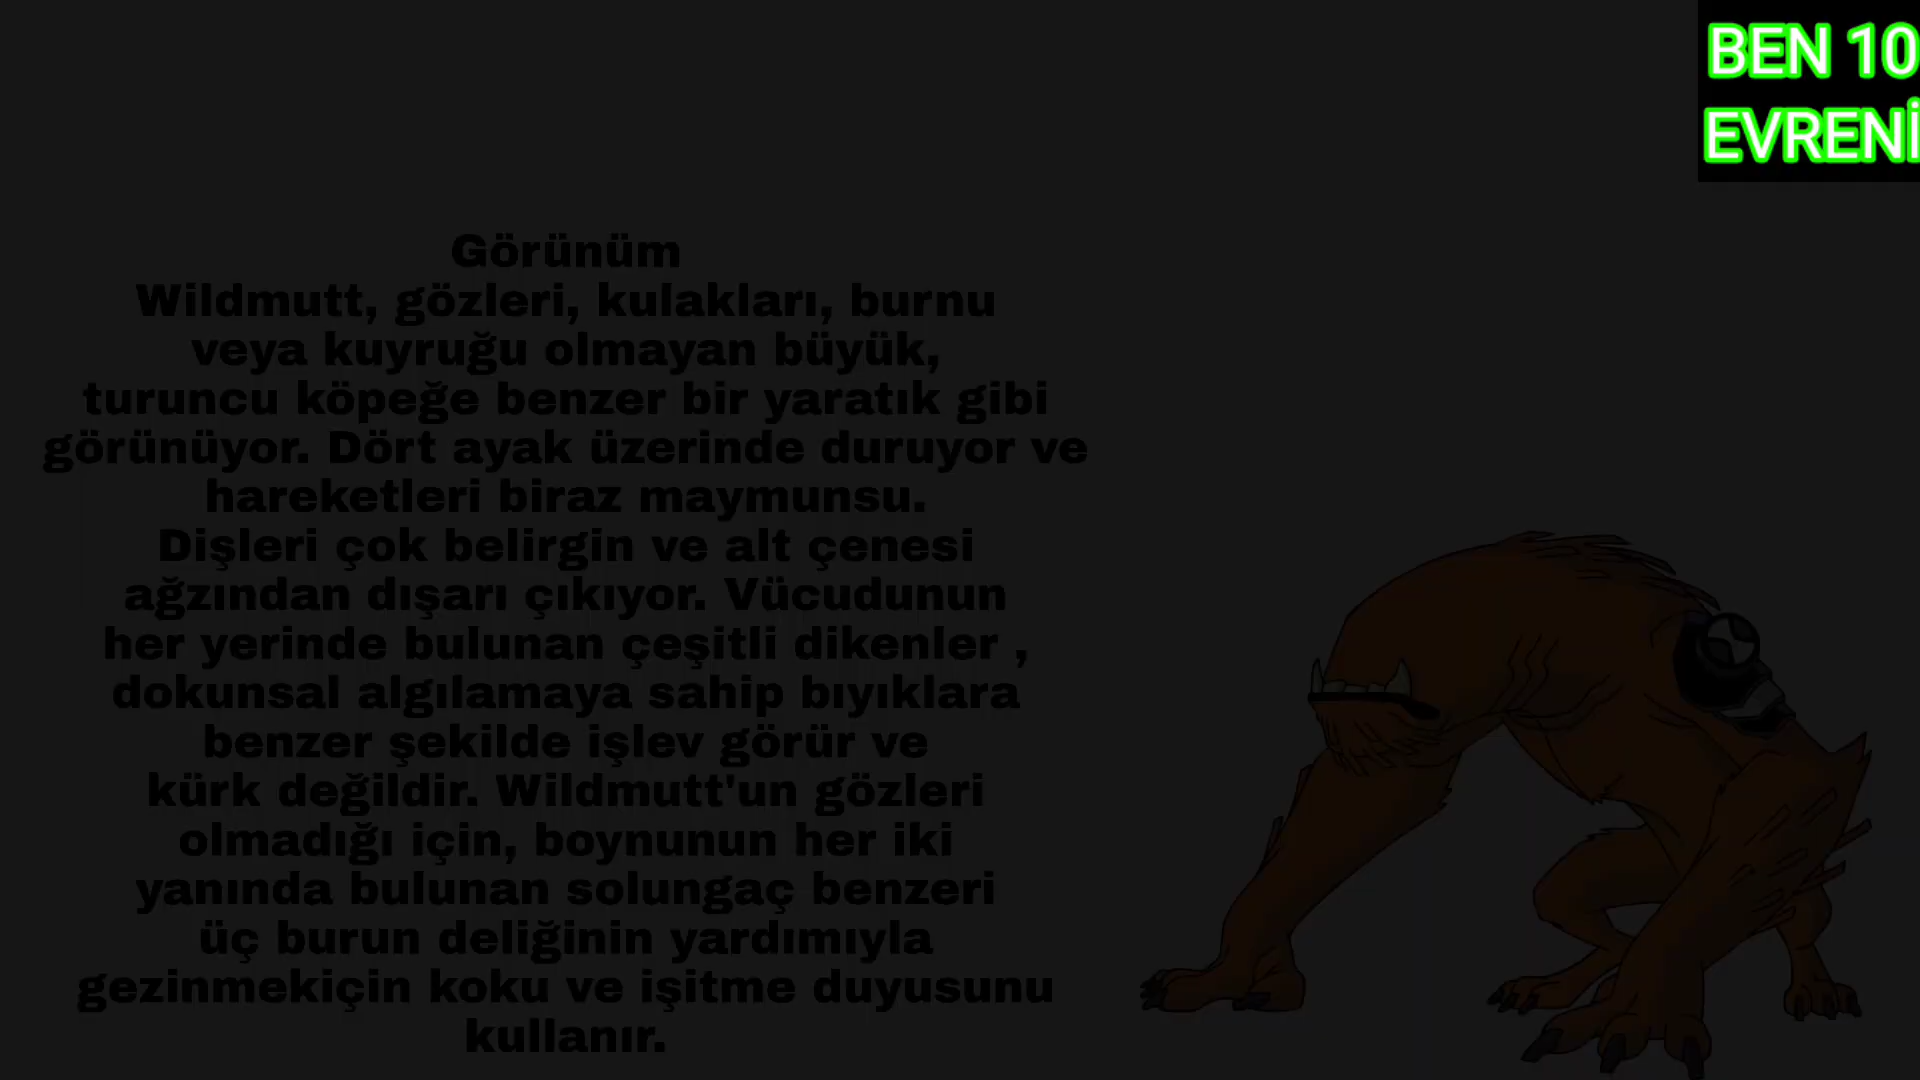 BEN 10
EVRENİ
Görünüm
Wildmutt, gözleri, kulakları, burnu
veya kuyruğu olmayan büyük,
turuncu köpeğe benzer bir yaratık gibi
görünüyor. Dört ayak üzerinde duruyor ve
hareketleri biraz maymunsu.
Dişleri çok belirgin ve alt çenesi
ağzından dışarı çıkıyor. Vücudunun
her yerinde bulunan çeşitli dikenler ,
dokunsal algılamaya sahip bıyıklara
benzer şekilde işlev görür ve
kürk değildir. Wildmutt'un gözleri
olmadığı için, boynunun her iki
yanında bulunan solungaç benzeri
üç burun deliğinin yardımıyla
gezinmekiçin koku ve işitme duyusunu
kullanır.